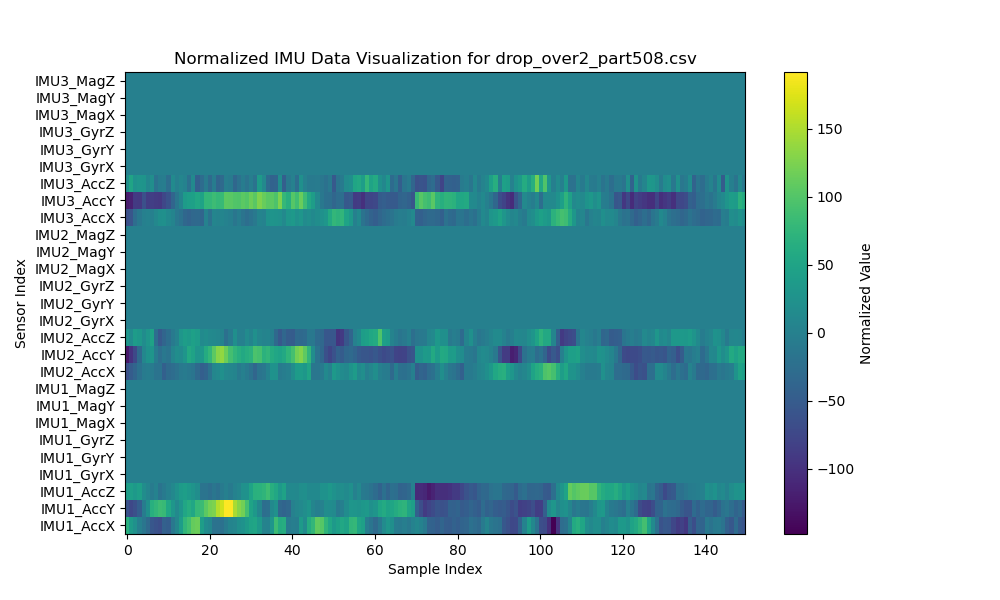 Normalized IMU Data Visualization for drop_over2_part508.csv
IMU3_MagZ
IMU3_MagY
IMU3_MagX
IMU3_GyrZ
IMU3_GyrY
IMU3_GyrX
IMU3_AccZ
IMU3_AccY
IMU3_AccX
IMU2_MagZ
IMU2_MagY
IMU2_MagX
IMU2_GyrZ
IMU2_GyrY
IMU2_GyrX
IMU2_AccZ
IMU2_AccY
IMU2_AccX
IMU1_MagZ
IMU1_MagY
IMU1_MagX
IMU1_GyrZ
IMU1_GyrY
IMU1_GyrX
IMU1_AccZ
IMU1_AccY
IMU1_AccX
Sensor Index
0 20 40 60 80 100 120 140
Sample Index
150
100
50
0
−50
−100
Normalized Value